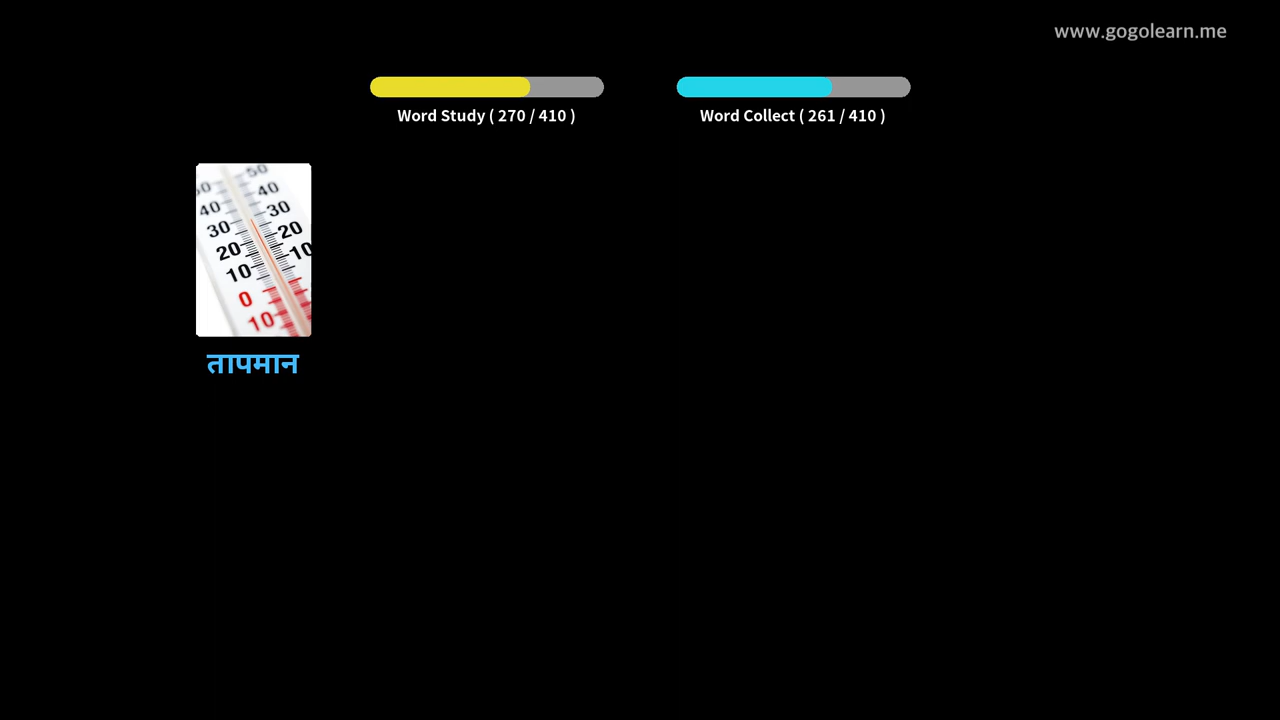 www.gogolearn.me
Word Study ( 270 / 410 )
Word Collect ( 261 / 410 )
50
50 40
40 30
30 20
20 10
10
0
10
तापमान